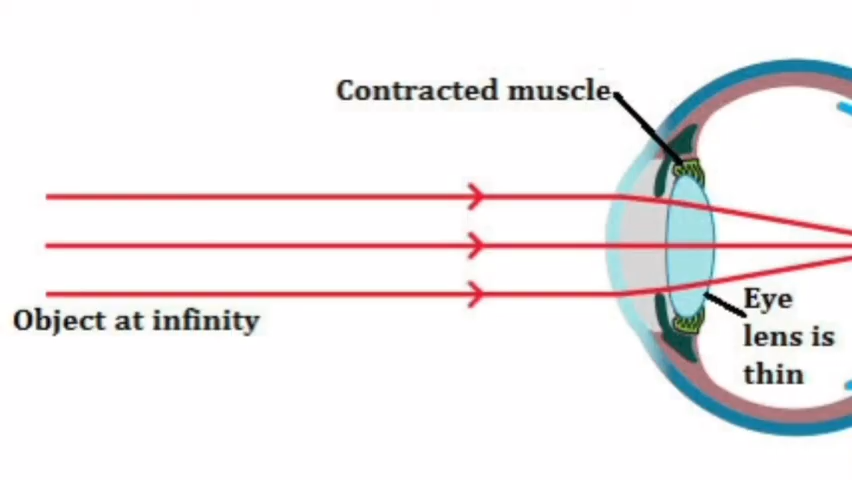 Contracted muscle
Object at infinity
Eye
lens is
thin